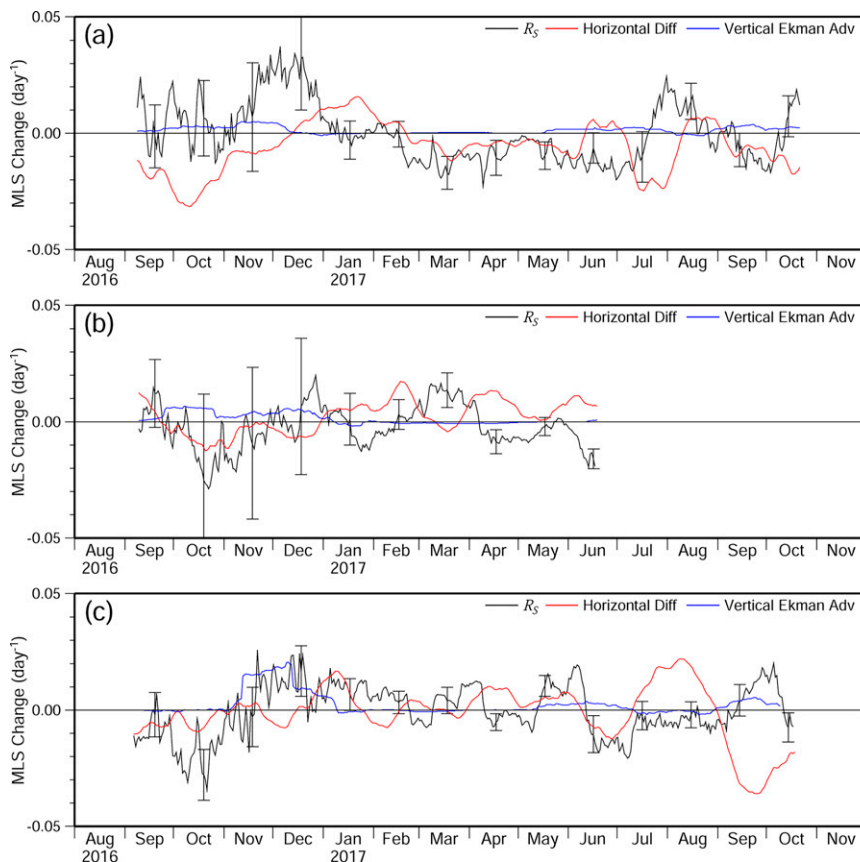 (a)
R_S Horizontal Diff Vertical Ekman Adv
MLS Change (day⁻¹)
0.05
0.00
-0.05
Aug Sep Oct Nov Dec Jan Feb Mar Apr May Jun Jul Aug Sep Oct Nov
2016 2017
(b)
R_S Horizontal Diff Vertical Ekman Adv
MLS Change (day⁻¹)
0.05
0.00
-0.05
Aug Sep Oct Nov Dec Jan Feb Mar Apr May Jun Jul Aug Sep Oct Nov
2016 2017
(c)
R_S Horizontal Diff Vertical Ekman Adv
MLS Change (day⁻¹)
0.05
0.00
-0.05
Aug Sep Oct Nov Dec Jan Feb Mar Apr May Jun Jul Aug Sep Oct Nov
2016 2017